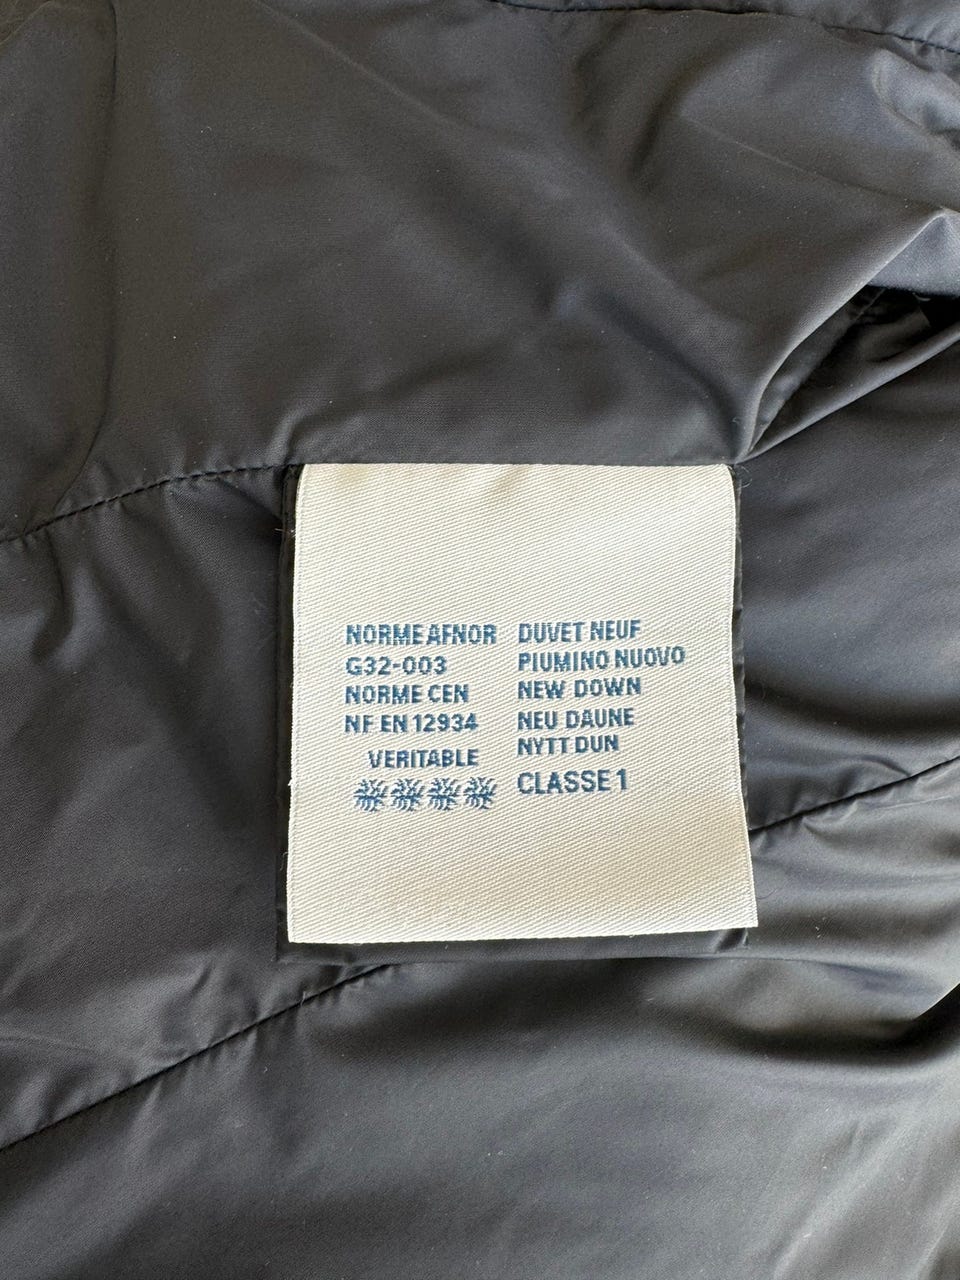 NORME AFNOR
G32-003
NORME CEN
NF EN 12934
VERITABLE
DUVET NEUF
PIUMINO NUOVO
NEW DOWN
NEU DAUNE
NYTT DUN
CLASSE 1